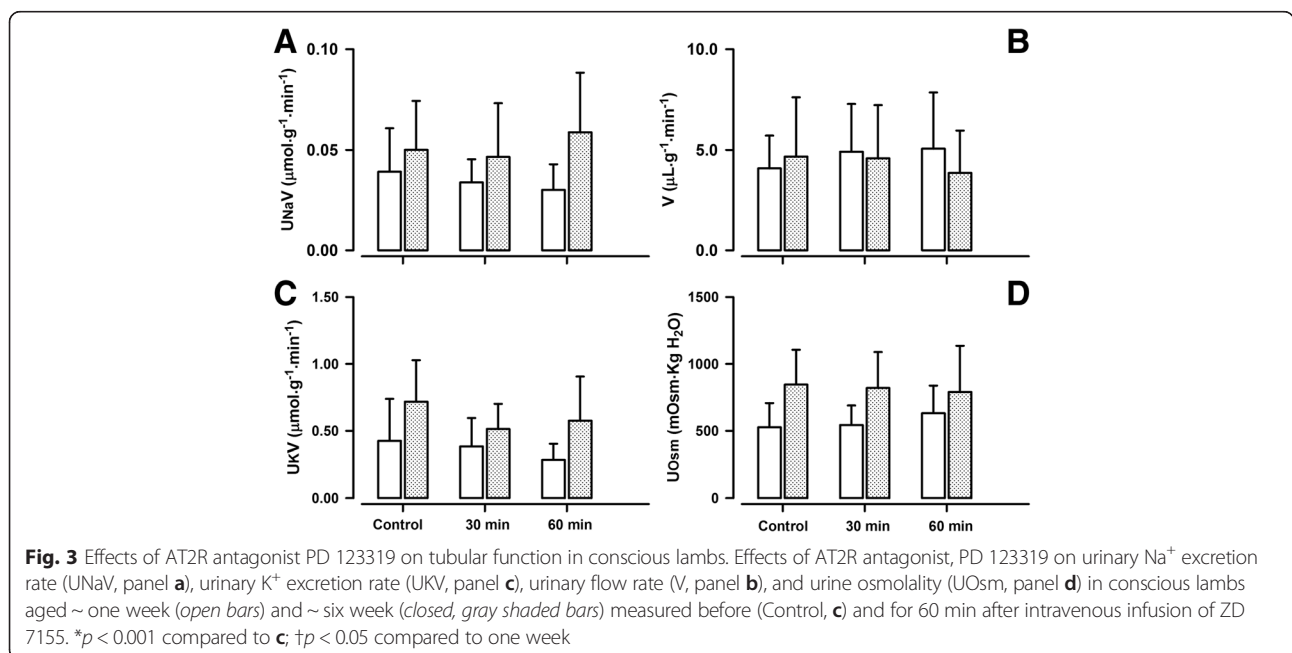 A
B
0.10
0.05
0.00
UNaV (μmol·g⁻¹·min⁻¹)
10.0
5.0
0.0
V (μL·g⁻¹·min⁻¹)
C
D
1.50
1.00
0.50
0.00
UKV (μmol·g⁻¹·min⁻¹)
Control 30 min 60 min
1500
1000
500
0
UOsm (mOsm·Kg H₂O)
Control 30 min 60 min
Fig. 3 Effects of AT2R antagonist PD 123319 on tubular function in conscious lambs. Effects of AT2R antagonist, PD 123319 on urinary Na⁺ excretion
rate (UNaV, panel a), urinary K⁺ excretion rate (UKV, panel c), urinary flow rate (V, panel b), and urine osmolality (UOsm, panel d) in conscious lambs
aged ~ one week (open bars) and ~ six week (closed, gray shaded bars) measured before (Control, c) and for 60 min after intravenous infusion of ZD
7155. *p < 0.001 compared to c; †p < 0.05 compared to one week